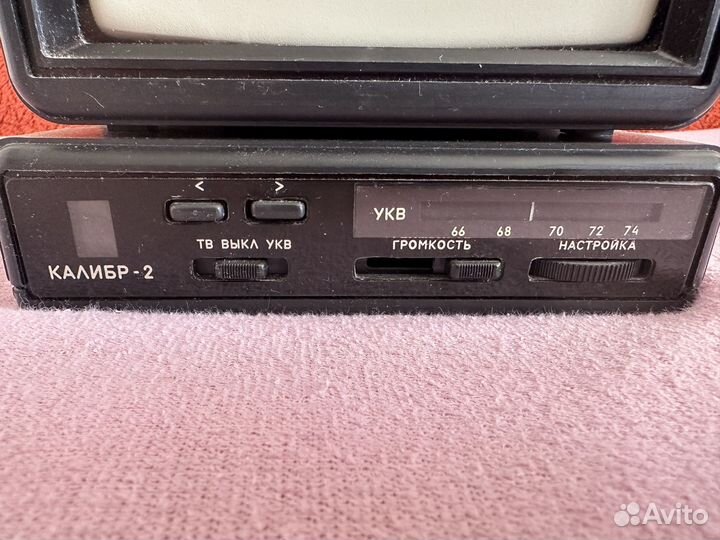 < >
УКВ
66 68 70 72 74
ТВ ВЫКЛ УКВ
ГРОМКОСТЬ
НАСТРОЙКА
КАЛИБР - 2
Avito